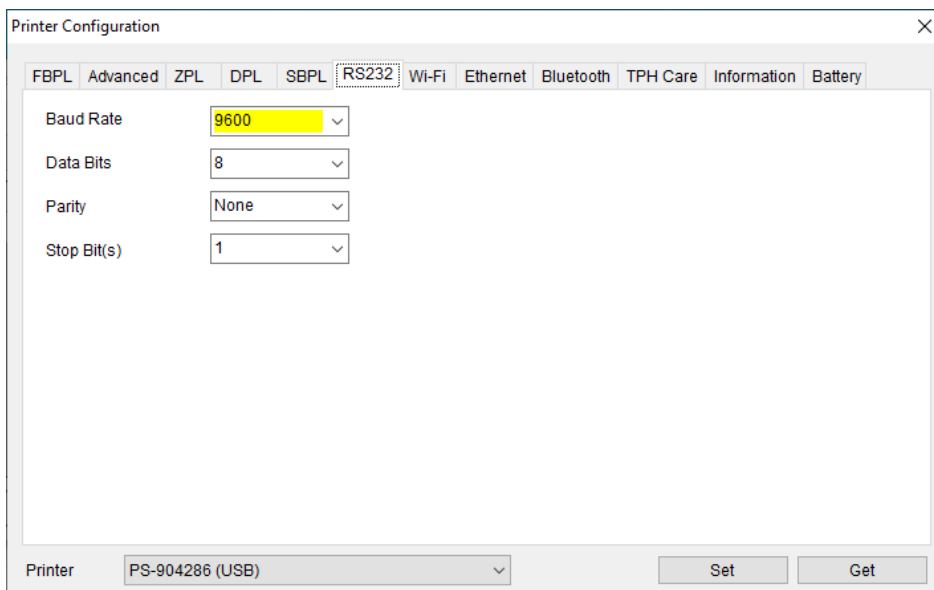 Printer Configuration
FBPL Advanced ZPL DPL SBPL RS232 Wi-Fi Ethernet Bluetooth TPH Care Information Battery
Baud Rate 9600
Data Bits 8
Parity None
Stop Bit(s) 1
Printer PS-904286 (USB) Set Get